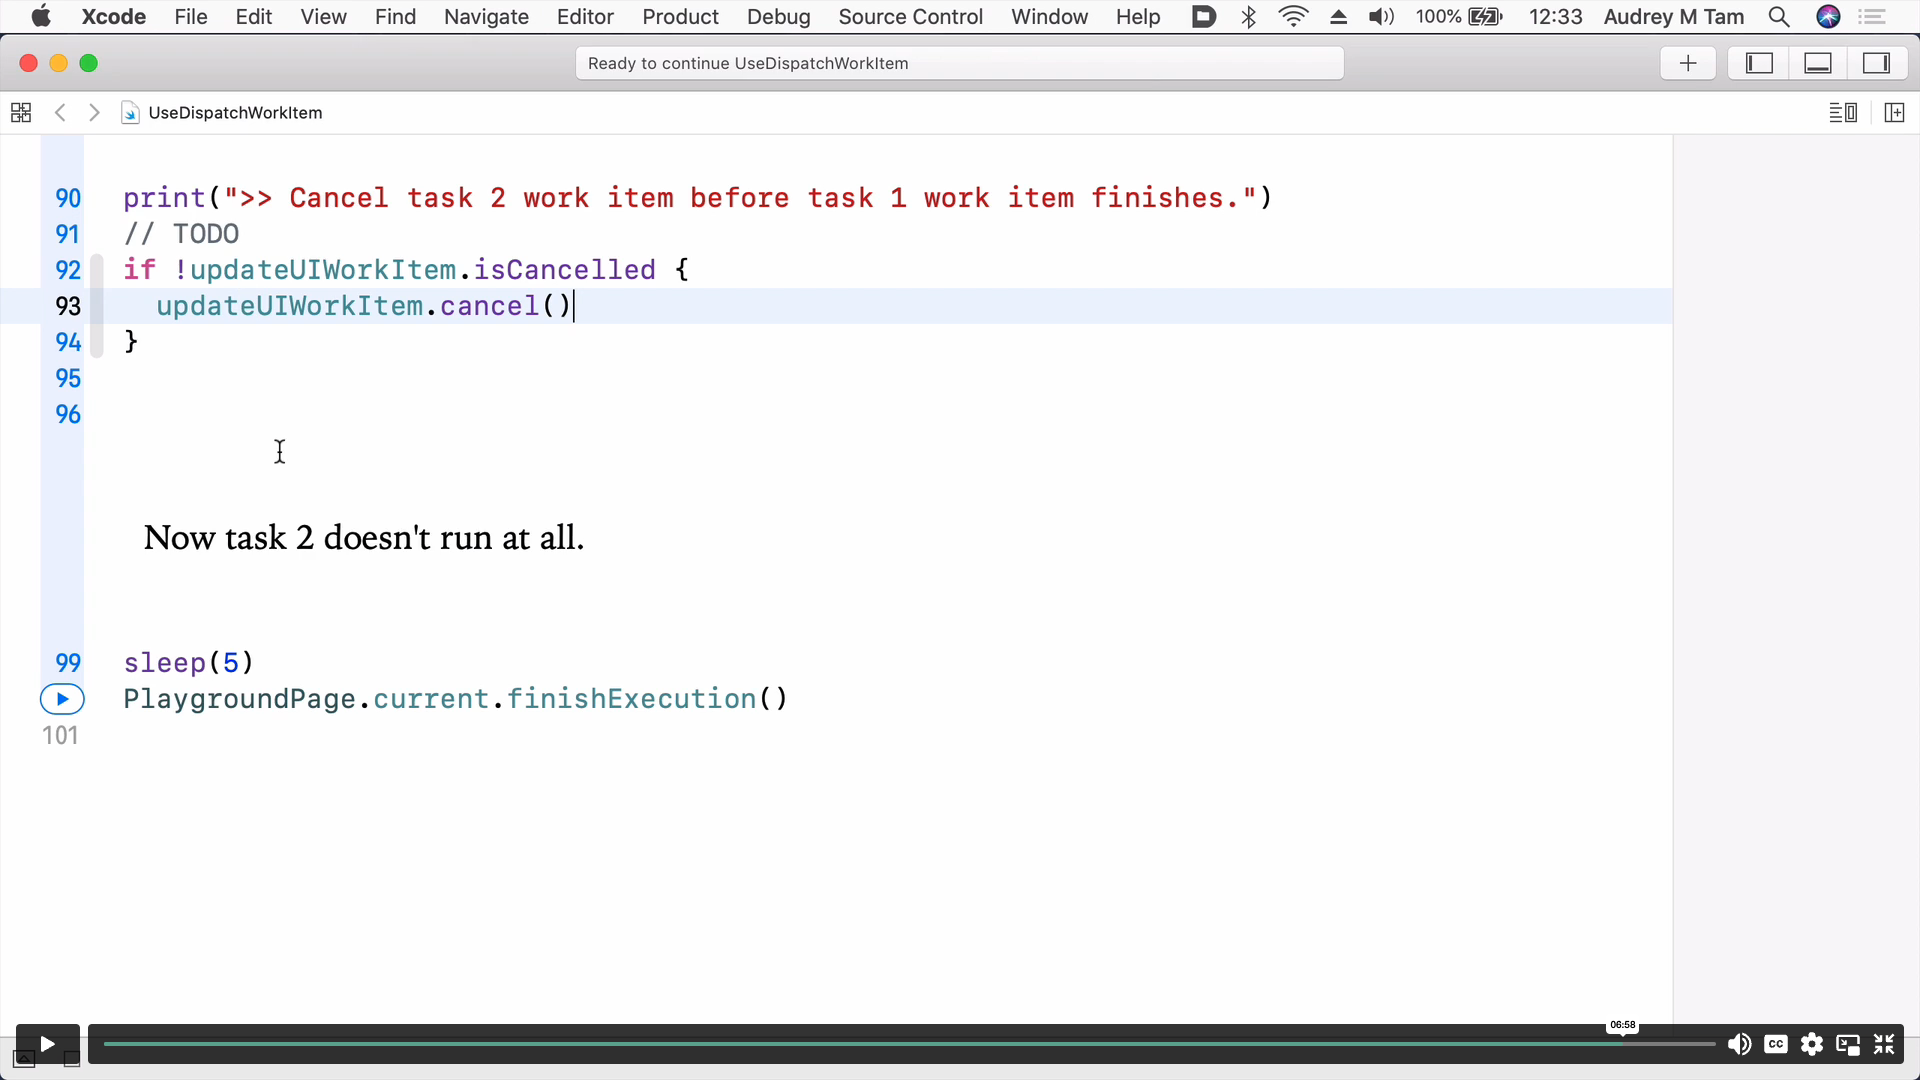 Xcode File Edit View Find Navigate Editor Product Debug Source Control Window Help 100% 12:33 Audrey M Tam
Ready to continue UseDispatchWorkItem
UseDispatchWorkItem
90 print(">> Cancel task 2 work item before task 1 work item finishes.")
91 // TODO
92 if !updateUIWorkItem.isCancelled {
93 updateUIWorkItem.cancel()
94 }
95
96
Now task 2 doesn't run at all.
99 sleep(5)
PlaygroundPage.current.finishExecution()
101
06:58
CC